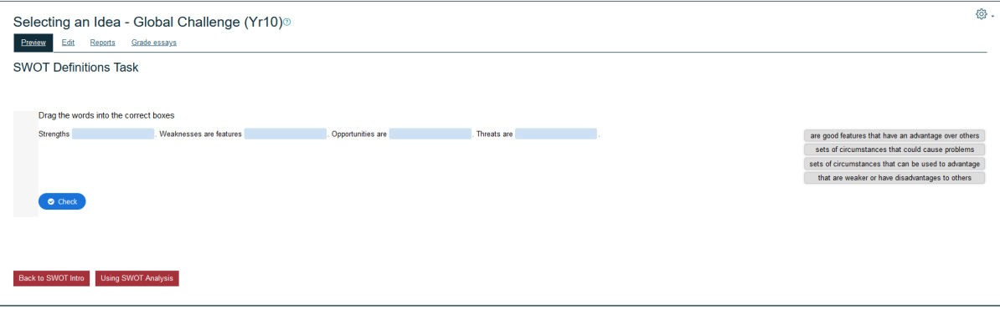 Selecting an Idea - Global Challenge (Yr10)
Preview Edit Reports Grade essays
SWOT Definitions Task
Drag the words into the correct boxes
Strengths . Weaknesses are features . Opportunities are . Threats are .
are good features that have an advantage over others
sets of circumstances that could cause problems
sets of circumstances that can be used to advantage
that are weaker or have disadvantages to others
Check
Back to SWOT Intro Using SWOT Analysis